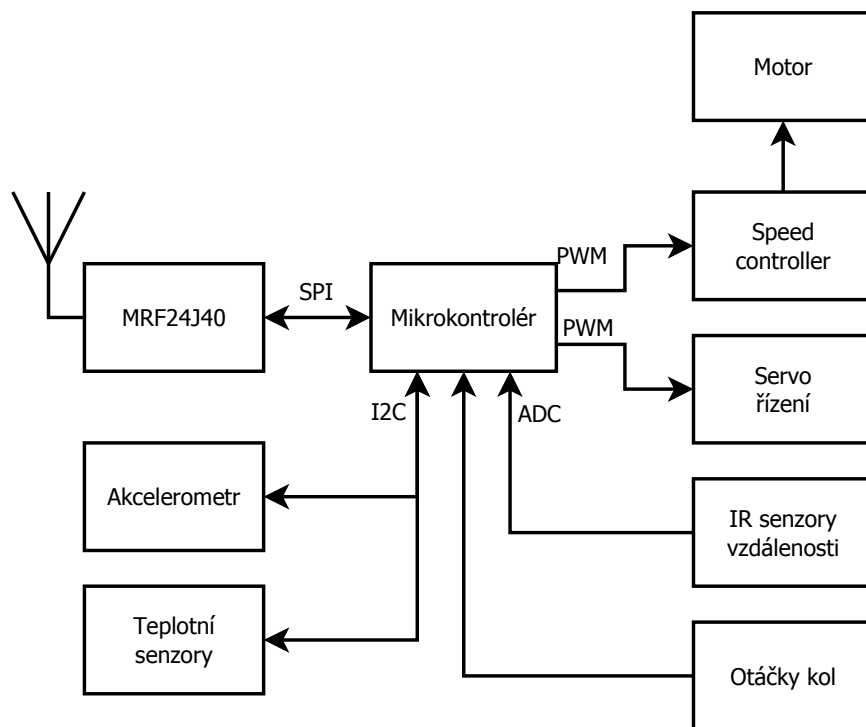 Motor
Speed
controller
PWM
MRF24J40
SPI
Mikrokontrolér
PWM
Servo
řízení
I2C
ADC
Akcelerometr
IR senzory
vzdálenosti
Teplotní
senzory
Otáčky kol